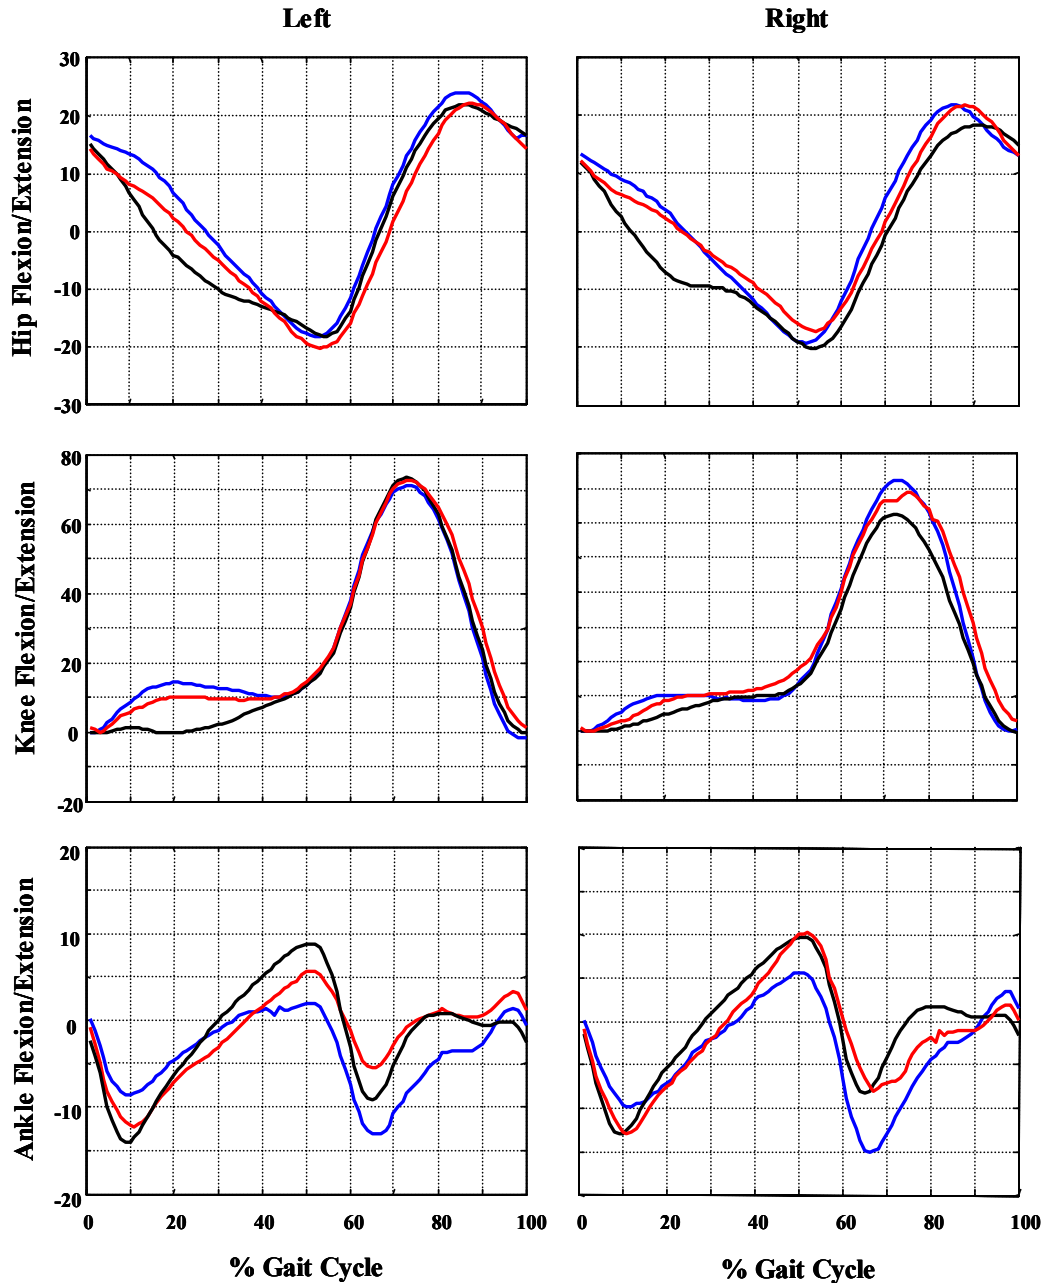 Left
Right
Hip Flexion/Extension
30
20
10
0
-10
-20
-30
Knee Flexion/Extension
80
60
40
20
0
-20
Ankle Flexion/Extension
20
10
0
-10
-20
0 20 40 60 80 100
0 20 40 60 80 100
% Gait Cycle
% Gait Cycle